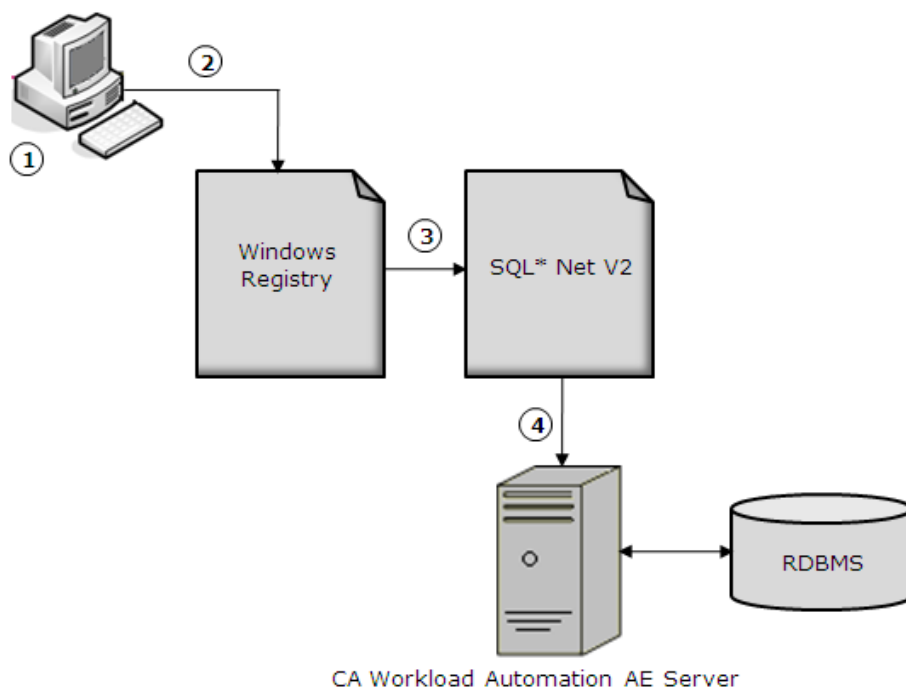 2
1
Windows
Registry
3
SQL* Net V2
4
RDBMS
CA Workload Automation AE Server